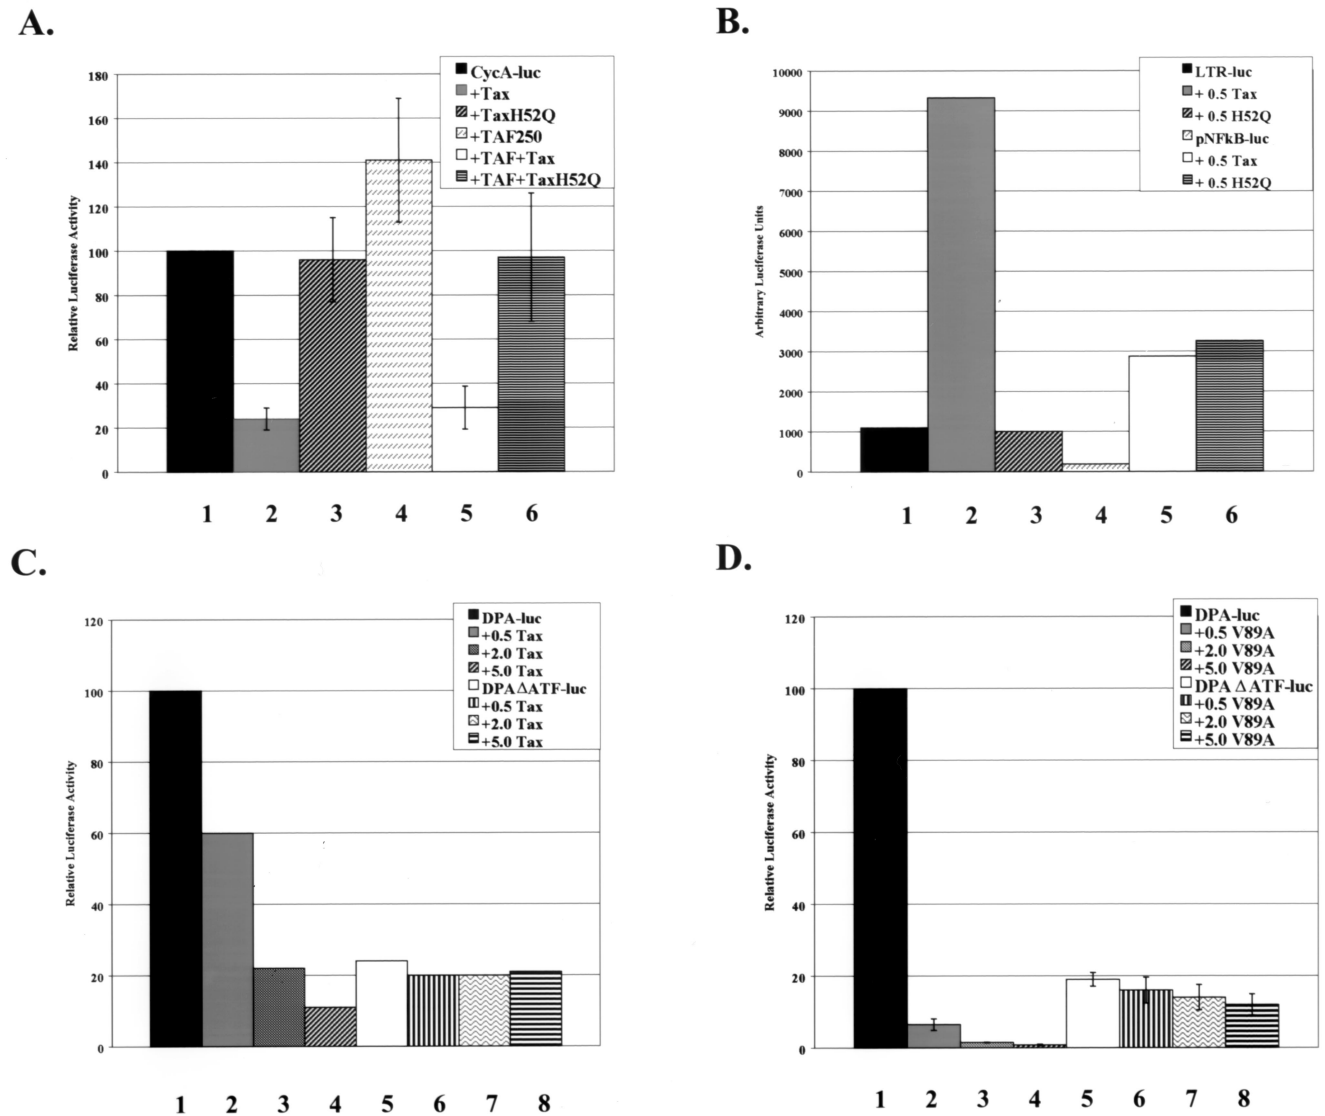 A.
Relative Luciferase Activity
180
160
140
120
100
80
60
40
20
0
CycA-luc
+Tax
+TaxH52Q
+TAF250
+TAF+Tax
+TAF+TaxH52Q
1 2 3 4 5 6
B.
Arbitrary Luciferase Units
10000
9000
8000
7000
6000
5000
4000
3000
2000
1000
0
LTR-luc
+ 0.5 Tax
+ 0.5 H52Q
pNFkB-luc
+ 0.5 Tax
+ 0.5 H52Q
1 2 3 4 5 6
C.
Relative Luciferase Activity
120
100
80
60
40
20
0
DPA-luc
+0.5 Tax
+2.0 Tax
+5.0 Tax
DPAΔATF-luc
+0.5 Tax
+2.0 Tax
+5.0 Tax
1 2 3 4 5 6 7 8
D.
Relative Luciferase Activity
120
100
80
60
40
20
0
DPA-luc
+0.5 V89A
+2.0 V89A
+5.0 V89A
DPA Δ ATF-luc
+0.5 V89A
+2.0 V89A
+5.0 V89A
1 2 3 4 5 6 7 8